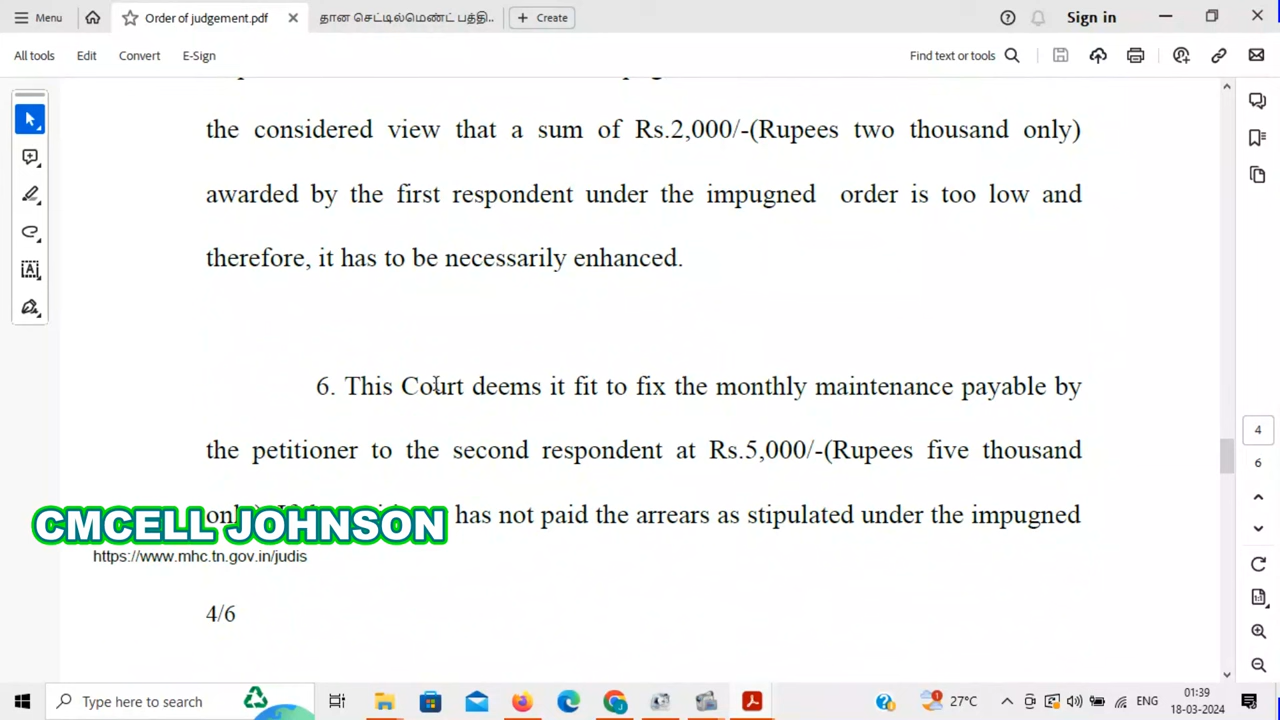 Menu
Order of judgement.pdf
தான செட்டில்மெண்ட் பத்தி..
Create
Sign in
All tools
Edit
Convert
E-Sign
Find text or tools
the considered view that a sum of Rs.2,000/-(Rupees two thousand only)
awarded by the first respondent under the impugned order is too low and
therefore, it has to be necessarily enhanced.
6. This Court deems it fit to fix the monthly maintenance payable by
the petitioner to the second respondent at Rs.5,000/-(Rupees five thousand
has not paid the arrears as stipulated under the impugned
CMCELL JOHNSON
https://www.mhc.tn.gov.in/judis
4/6
4
6
Type here to search
1
27°C
ENG
01:39
18-03-2024